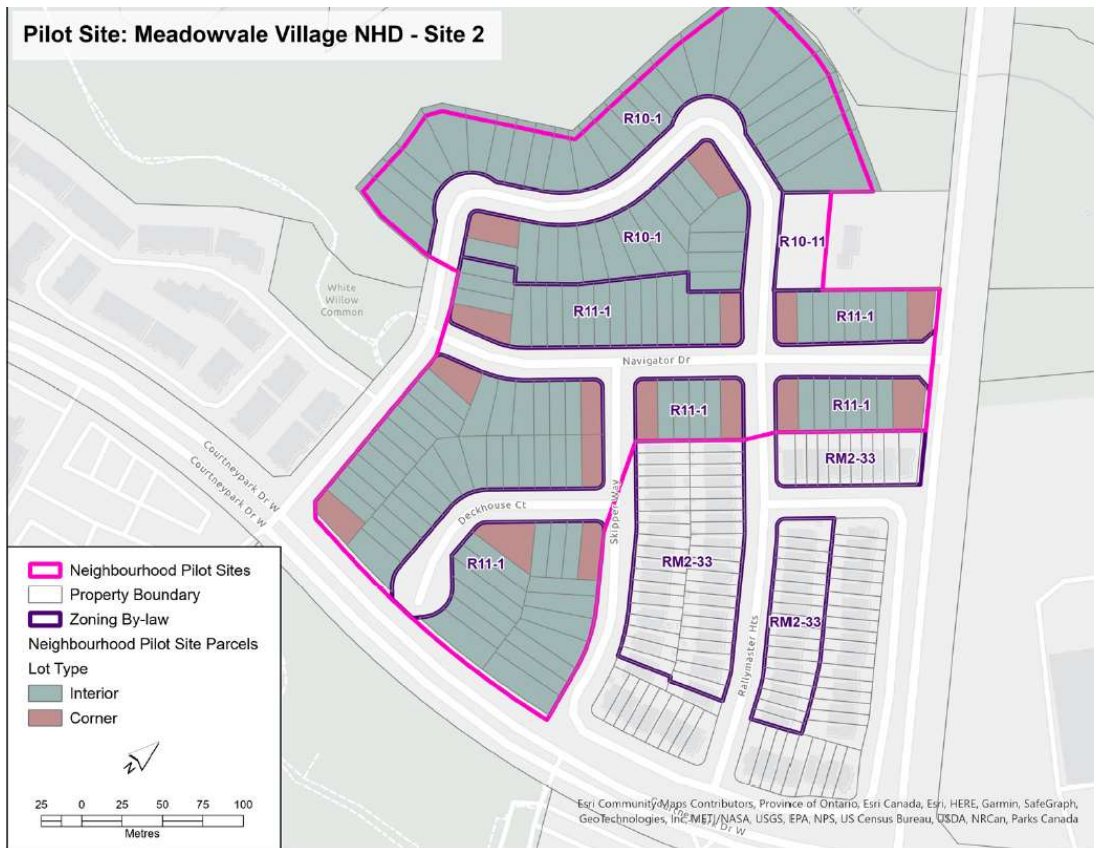 Pilot Site: Meadowvale Village NHD - Site 2
R10-1
R10-1
R10-11
White
Willow
Common
R11-1
R11-1
Navigator Dr
R11-1
R11-1
RM2-33
Courtneypark Dr W
Courtneypark Dr W
Skipper Way
Deckhouse Ct
R11-1
RM2-33
RM2-33
Rallymaster Hts
Neighbourhood Pilot Sites
Property Boundary
Zoning By-law
Neighbourhood Pilot Site Parcels
Lot Type
Interior
Corner
N
25 0 25 50 75 100
Metres
Esri Community Maps Contributors, Province of Ontario, Esri Canada, Esri, HERE, Garmin, SafeGraph,
GeoTechnologies, Inc, METI/NASA, USGS, EPA, NPS, US Census Bureau, USDA, NRCan, Parks Canada
Dr W